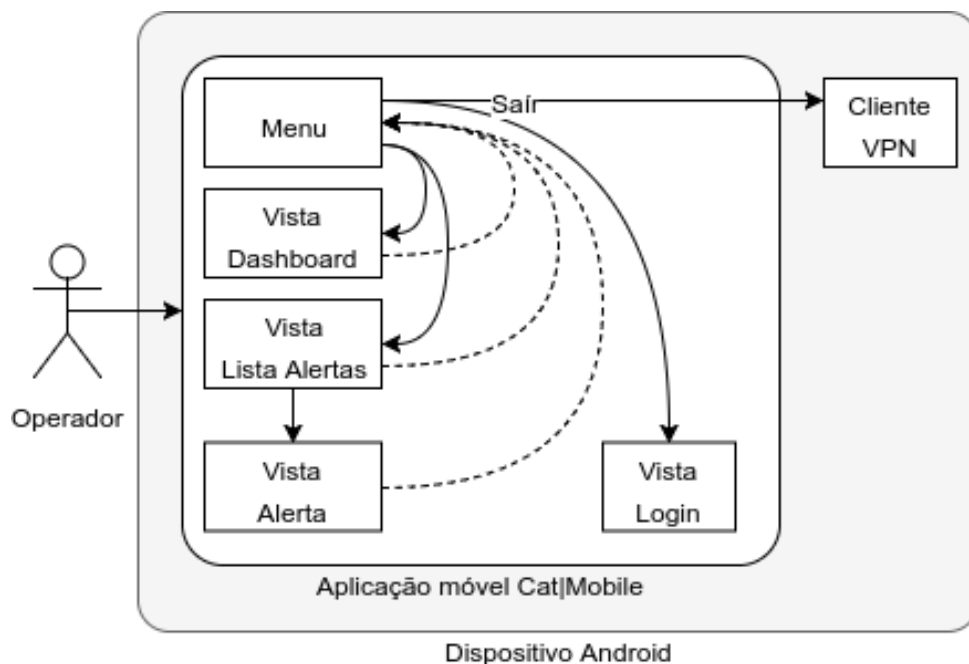 Saír
Menu
Cliente
VPN
Vista
Dashboard
Vista
Lista Alertas
Operador
Vista
Alerta
Vista
Login
Aplicação móvel Cat|Mobile
Dispositivo Android